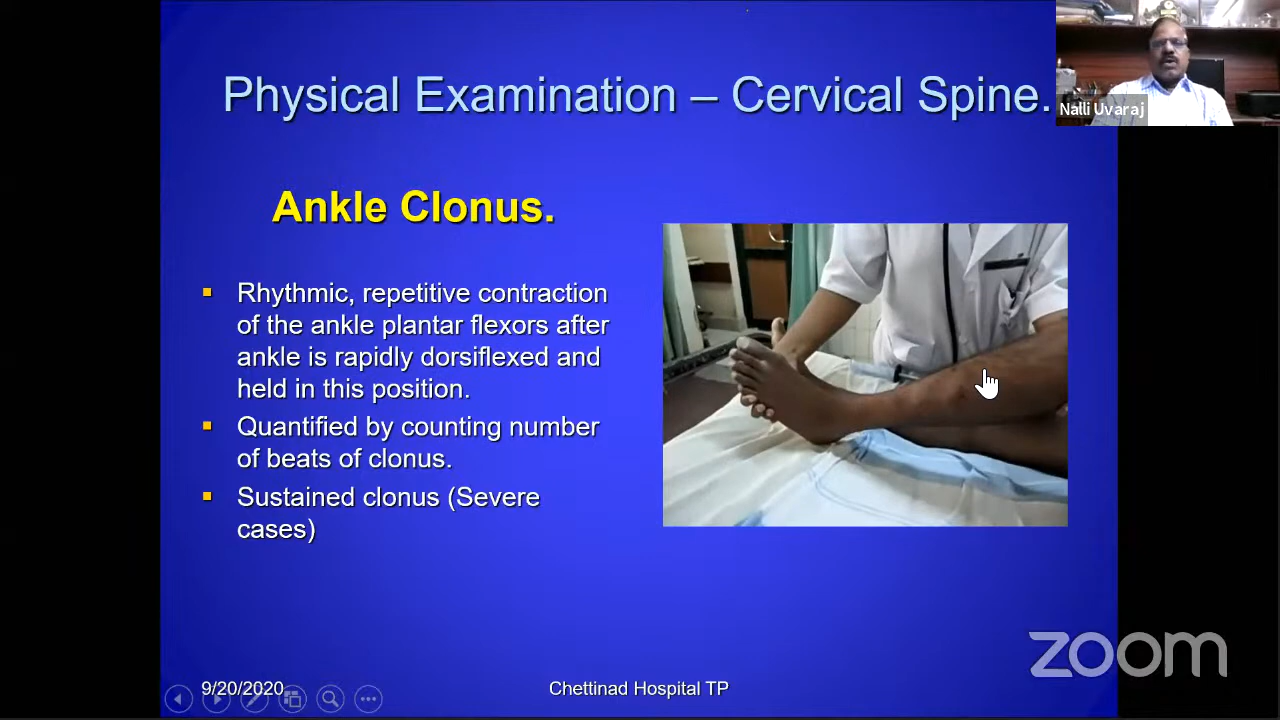 Physical Examination – Cervical Spine.
Nalli Uvaraj
Ankle Clonus.
Rhythmic, repetitive contraction
of the ankle plantar flexors after
ankle is rapidly dorsiflexed and
held in this position.
Quantified by counting number
of beats of clonus.
Sustained clonus (Severe
cases)
zoom
9/20/2020
Chettinad Hospital TP